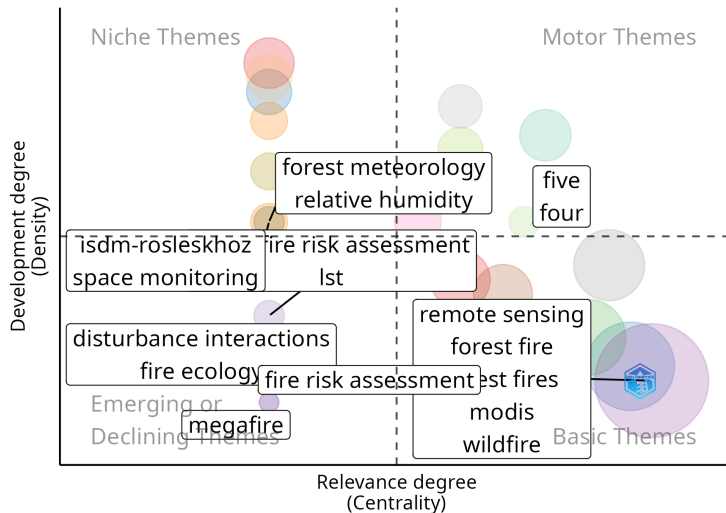 Niche Themes
Motor Themes
forest meteorology
relative humidity
five
four
isdm-rosleskhoz
space monitoring
fire risk assessment
lst
disturbance interactions
fire ecology
fire risk assessment
remote sensing
forest fire
est fires
modis
wildfire
Emerging or
Declining Themes
megafire
Basic Themes
Development degree
(Density)
Relevance degree
(Centrality)